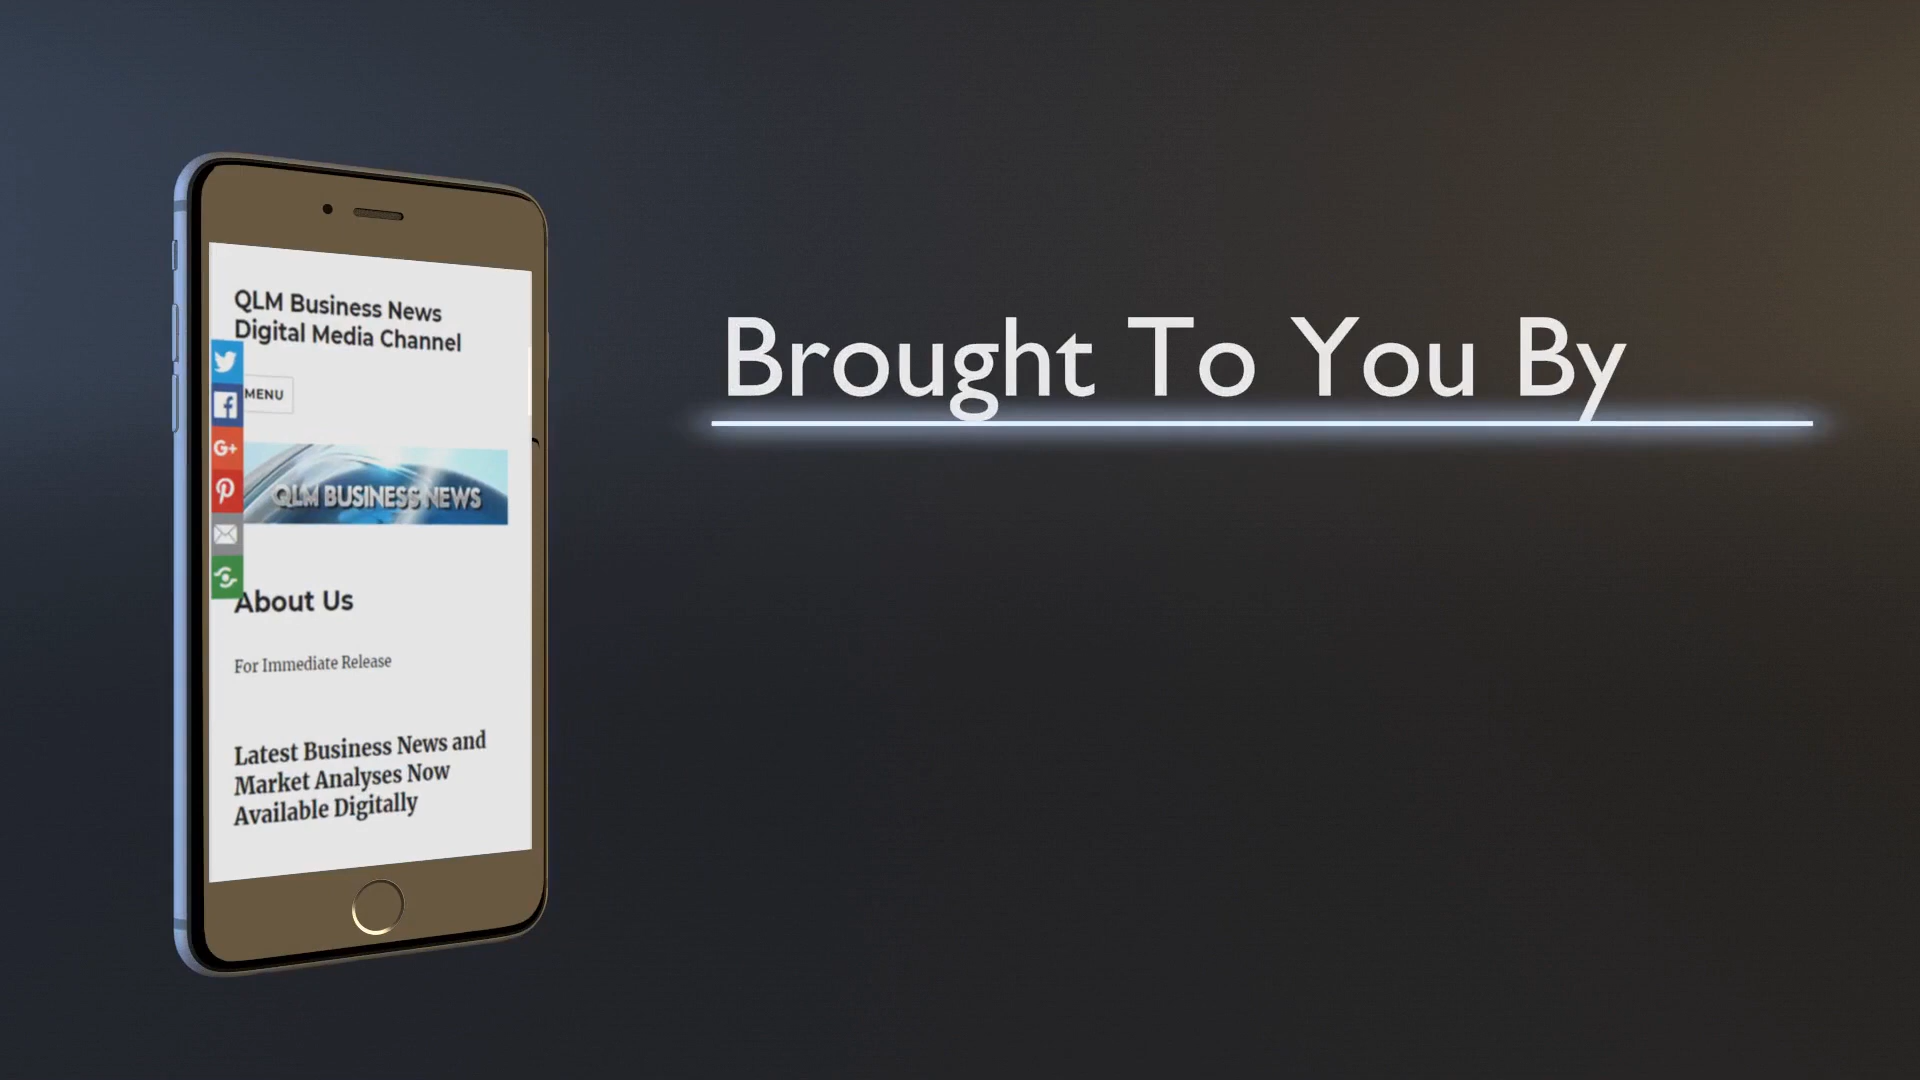 QLM Business News
Digital Media Channel
MENU
QLM BUSINESS NEWS
About Us
For Immediate Release
Latest Business News and
Market Analyses Now
Available Digitally
Brought To You By